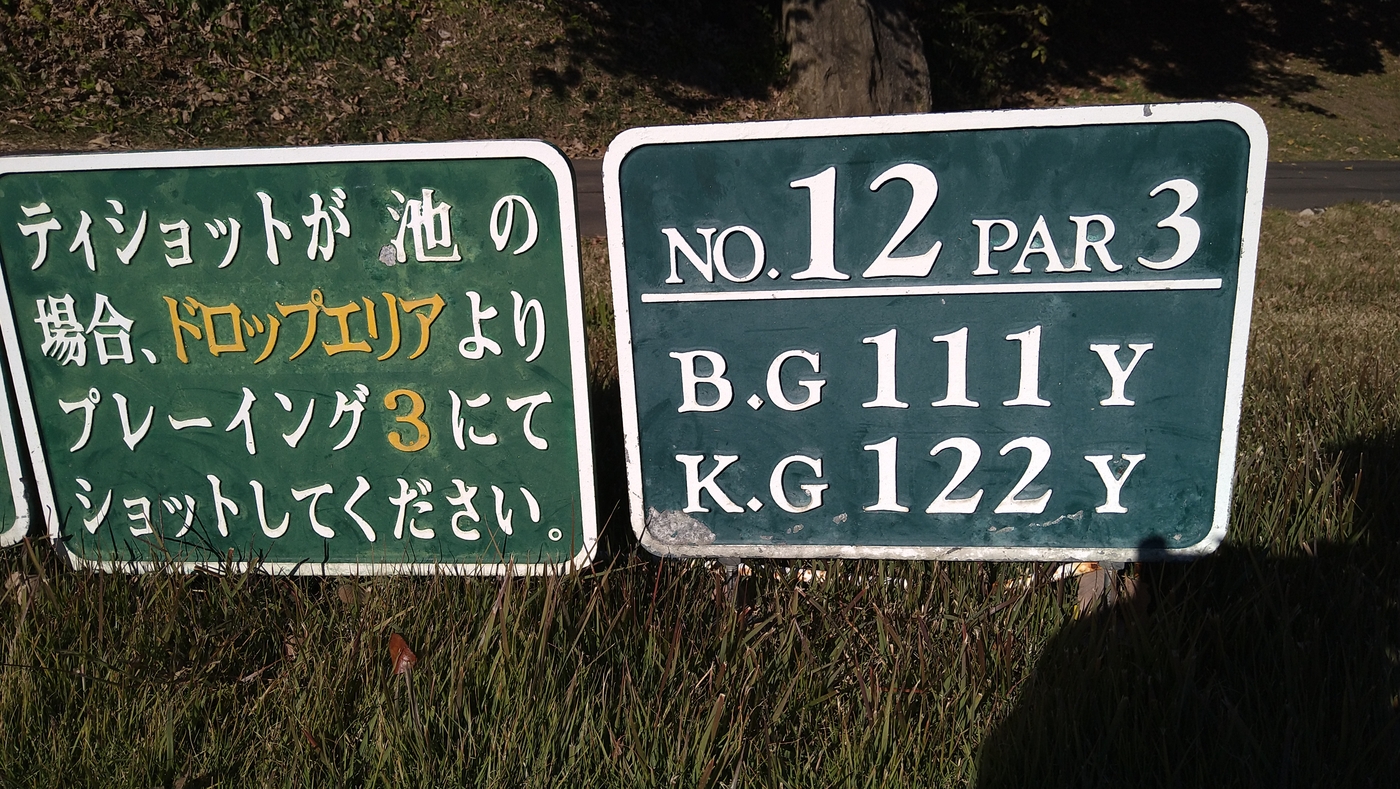 ティショットが池の
場合、ドロップエリアより
プレーイング3にて
ショットしてください。
NO.12 PAR 3
B.G 111 Y
K.G 122 Y